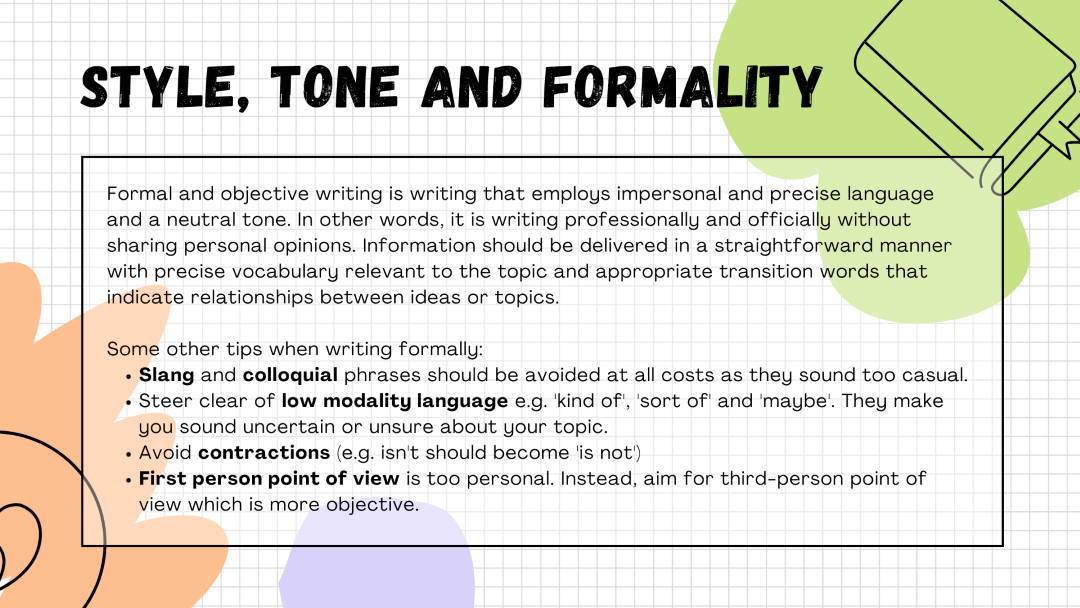 STYLE, TONE AND FORMALITY
Formal and objective writing is writing that employs impersonal and precise language
and a neutral tone. In other words, it is writing professionally and officially without
sharing personal opinions. Information should be delivered in a straightforward manner
with precise vocabulary relevant to the topic and appropriate transition words that
indicate relationships between ideas or topics.
Some other tips when writing formally:
• Slang and colloquial phrases should be avoided at all costs as they sound too casual.
• Steer clear of low modality language e.g. 'kind of', 'sort of' and 'maybe'. They make
you sound uncertain or unsure about your topic.
• Avoid contractions (e.g. isn't should become 'is not')
• First person point of view is too personal. Instead, aim for third-person point of
view which is more objective.